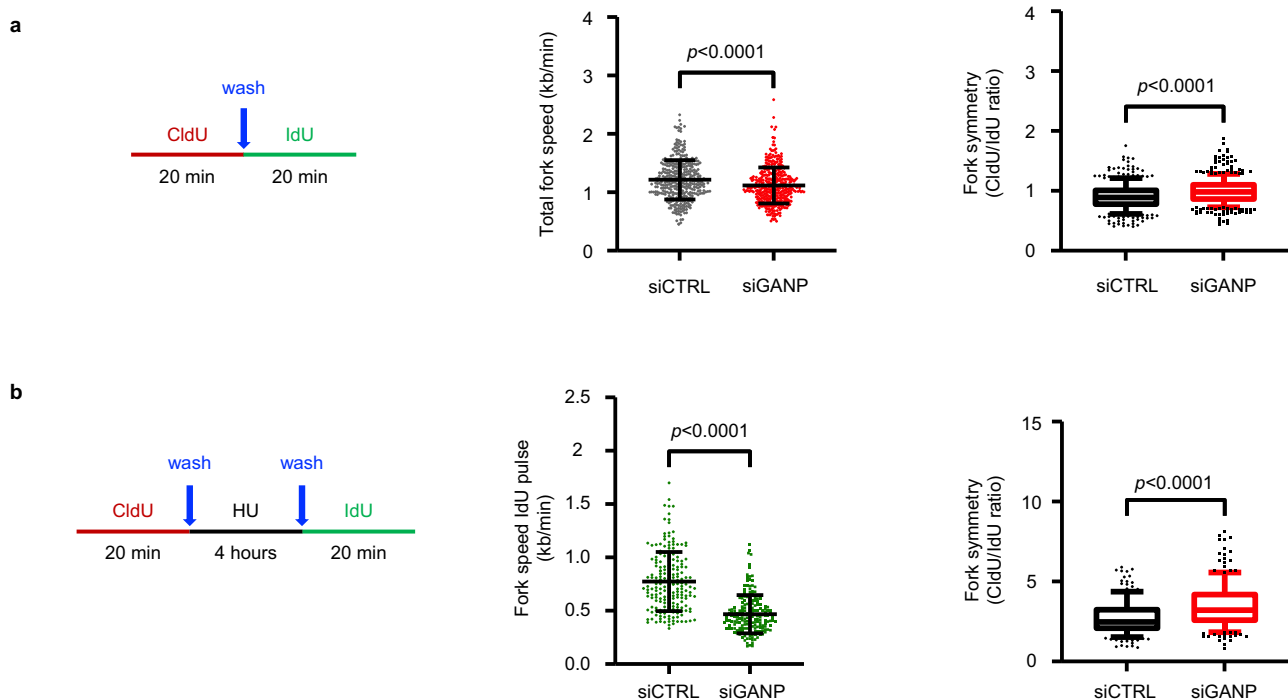 a
wash
CldU
IdU
20 min
20 min
Total fork speed (kb/min)
4
3
2
1
0
p<0.0001
siCTRL
siGANP
Fork symmetry
(CldU/IdU ratio)
4
3
2
1
0
p<0.0001
siCTRL
siGANP
b
wash
wash
CldU
HU
IdU
20 min
4 hours
20 min
Fork speed IdU pulse
(kb/min)
2.5
2
1.5
1.0
0.5
0.0
p<0.0001
siCTRL
siGANP
Fork symmetry
(CldU/IdU ratio)
15
10
5
0
p<0.0001
siCTRL
siGANP